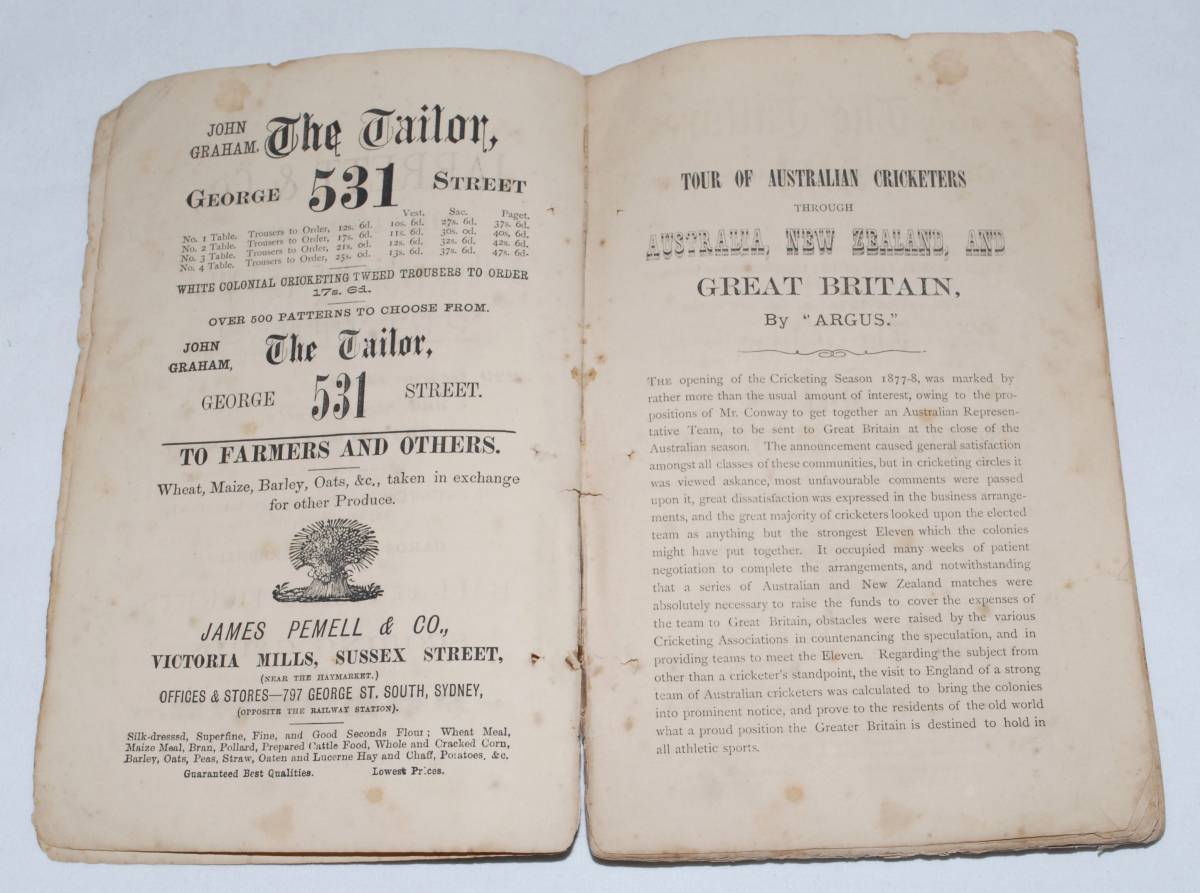 JOHN GRAHAM. The Tailor,
GEORGE 531 STREET
Vest. Sac. Paget.
No. 1 Table. Trousers to Order, 12s. 6d. 10s. 6d. 27s. 6d. 37s. 6d.
No. 2 Table. Trousers to Order, 17s. 6d. 11s. 6d. 30s. 0d. 40s. 6d.
No. 3 Table. Trousers to Order, 21s. 0d. 12s. 6d. 32s. 6d. 42s. 6d.
No. 4 Table. Trousers to Order, 25s. 0d. 13s. 6d. 37s. 6d. 47s. 6d.
WHITE COLONIAL CRICKETING TWEED TROUSERS TO ORDER
17s. 6d.
OVER 500 PATTERNS TO CHOOSE FROM.
JOHN GRAHAM, The Tailor,
GEORGE 531 STREET.
TO FARMERS AND OTHERS.
Wheat, Maize, Barley, Oats, &c., taken in exchange
for other Produce.
JAMES PEMELL & CO.,
VICTORIA MILLS, SUSSEX STREET,
(NEAR THE HAYMARKET.)
OFFICES & STORES—797 GEORGE ST. SOUTH, SYDNEY,
(OPPOSITE THE RAILWAY STATION).
Silk-dresssd, Superfine, Fine, and Good Seconds Flour; Wheat Meal,
Maize Meal, Bran, Pollard, Prepared Cattle Food, Whole and Cracked Corn,
Barley, Oats, Peas, Straw, Oaten and Lucerne Hay and Chaff, Potatoes, &c.
Guaranteed Best Qualities. Lowest Prices.
TOUR OF AUSTRALIAN CRICKETERS
THROUGH
AUSTRALIA, NEW ZEALAND, AND
GREAT BRITAIN,
By "ARGUS."
THE opening of the Cricketing Season 1877-8, was marked by
rather more than the usual amount of interest, owing to the pro-
positions of Mr. Conway to get together an Australian Represen-
tative Team, to be sent to Great Britain at the close of the
Australian season. The announcement caused general satisfaction
amongst all classes of these communities, but in cricketing circles it
was viewed askance, most unfavourable comments were passed
upon it, great dissatisfaction was expressed in the business arrange-
ments, and the great majority of cricketers looked upon the elected
team as anything but the strongest Eleven which the colonies
might have put together. It occupied many weeks of patient
negotiation to complete the arrangements, and notwithstanding
that a series of Australian and New Zealand matches were
absolutely necessary to raise the funds to cover the expenses of
the team to Great Britain, obstacles were raised by the various
Cricketing Associations in countenancing the speculation, and in
providing teams to meet the Eleven. Regarding the subject from
other than a cricketer's standpoint, the visit to England of a strong
team of Australian cricketers was calculated to bring the colonies
into prominent notice, and prove to the residents of the old world
what a proud position the Greater Britain is destined to hold in
all athletic sports.